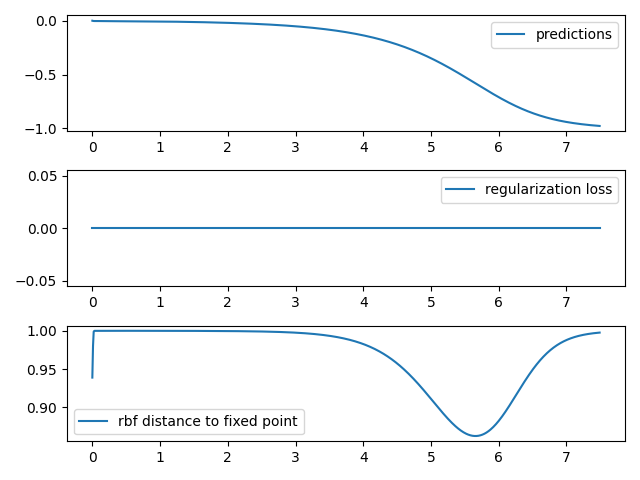 0.0
−0.5
−1.0
predictions
0 1 2 3 4 5 6 7
0.05
0.00
−0.05
regularization loss
0 1 2 3 4 5 6 7
1.00
0.95
0.90
rbf distance to fixed point
0 1 2 3 4 5 6 7